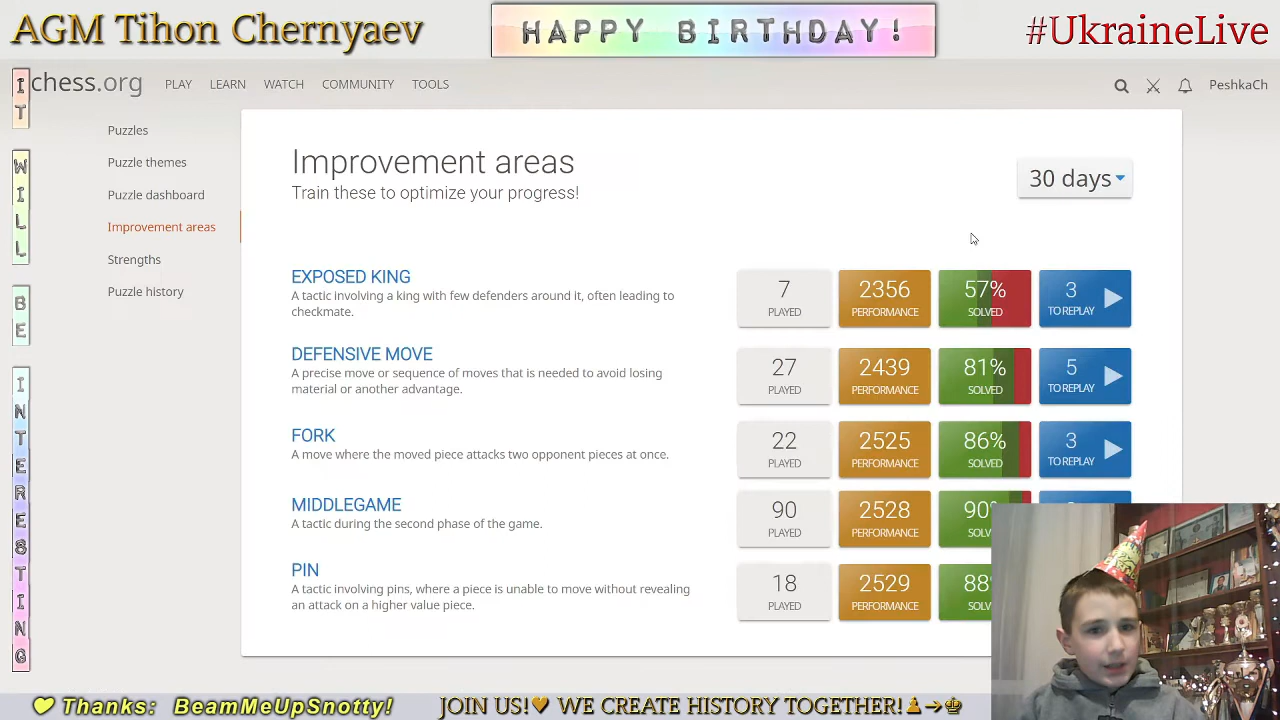 AGM Tihon Chernyaev
HAPPY BIRTHDAY!
#UkraineLive
IT WILL BE INTERESTING
chess.org
PLAY LEARN WATCH COMMUNITY TOOLS
PeshkaCh
Puzzles
Puzzle themes
Puzzle dashboard
Improvement areas
Strengths
Puzzle history
Improvement areas
Train these to optimize your progress!
30 days
EXPOSED KING
A tactic involving a king with few defenders around it, often leading to
checkmate.
7 2356 57% 3
PLAYED PERFORMANCE SOLVED TO REPLAY
DEFENSIVE MOVE
A precise move or sequence of moves that is needed to avoid losing
material or another advantage.
27 2439 81% 5
PLAYED PERFORMANCE SOLVED TO REPLAY
FORK
A move where the moved piece attacks two opponent pieces at once.
22 2525 86% 3
PLAYED PERFORMANCE SOLVED TO REPLAY
MIDDLEGAME
A tactic during the second phase of the game.
90 2528 90%
PLAYED PERFORMANCE SOLV
PIN
A tactic involving pins, where a piece is unable to move without revealing
an attack on a higher value piece.
18 2529 88
PLAYED PERFORMANCE SOLV
Thanks: BeamMeUpSnotty!
JOIN US! WE CREATE HISTORY TOGETHER!